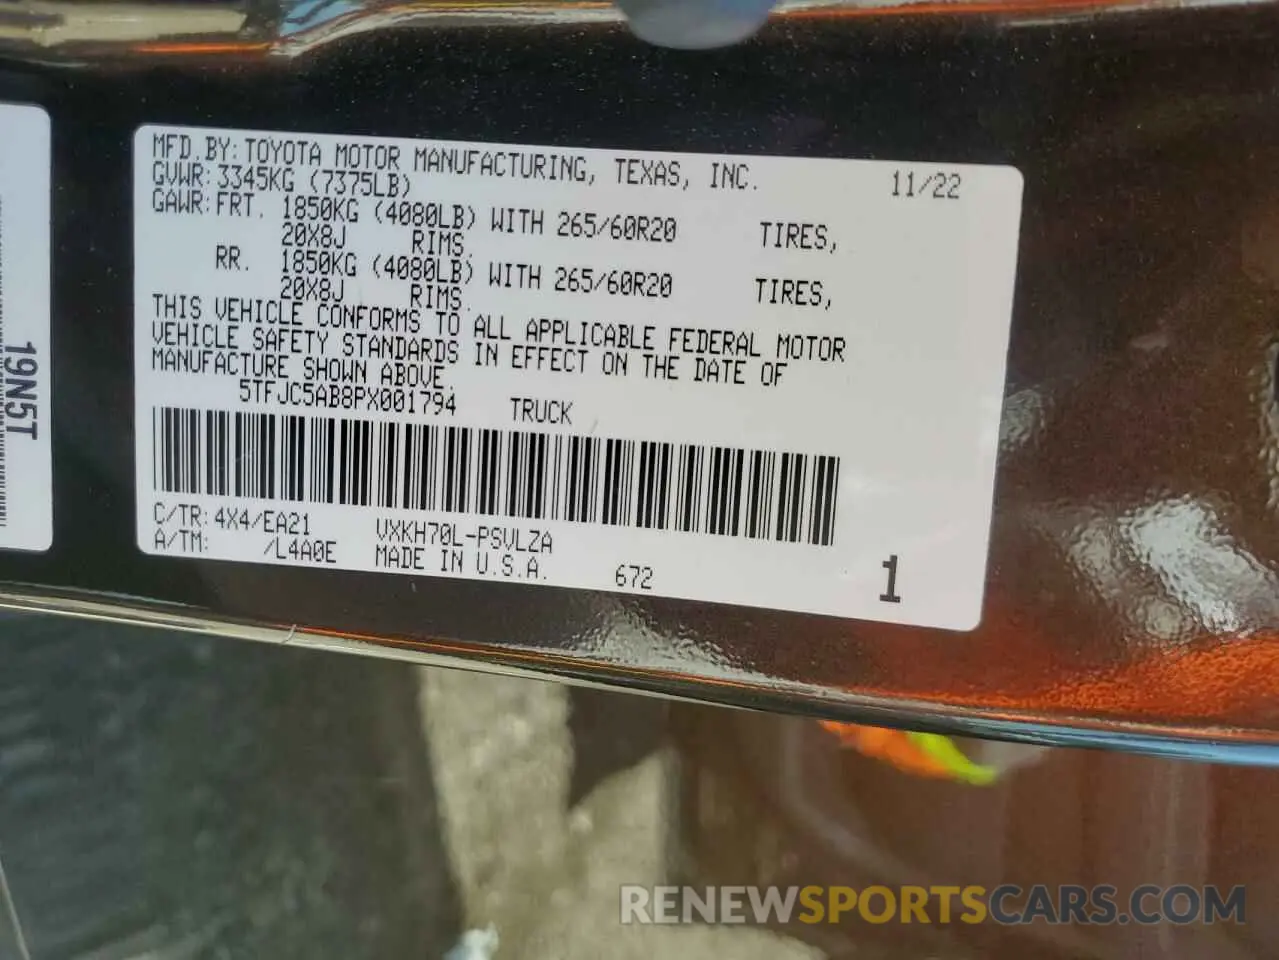 MFD.BY:TOYOTA MOTOR MANUFACTURING, TEXAS, INC. 11/22
GVWR:3345KG (7375LB)
GAWR:FRT. 1850KG (4080LB) WITH 265/60R20 TIRES,
20X8J RIMS.
RR. 1850KG (4080LB) WITH 265/60R20 TIRES,
20X8J RIMS.
THIS VEHICLE CONFORMS TO ALL APPLICABLE FEDERAL MOTOR
VEHICLE SAFETY STANDARDS IN EFFECT ON THE DATE OF
MANUFACTURE SHOWN ABOVE.
5TFJC5AB8PX001794 TRUCK
C/TR:4X4/EA21 VXKH70L-PSVLZA
A/TM: /L4A0E MADE IN U.S.A. 672 1
19N5T
RENEWSPORTSCARS.COM